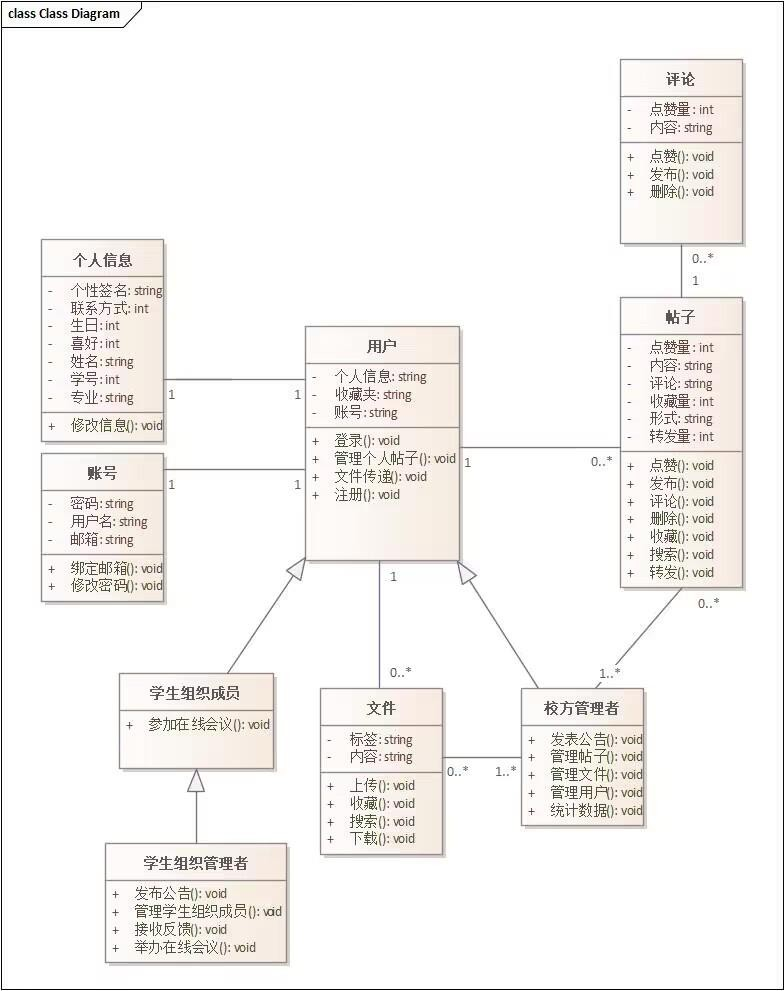 class Class Diagram
评论
- 点赞量: int
- 内容: string
+ 点赞(): void
+ 发布(): void
+ 删除(): void
0..*
1
帖子
- 点赞量: int
- 内容: string
- 评论: string
- 收藏量: int
- 形式: string
- 转发量: int
+ 点赞(): void
+ 发布(): void
+ 评论(): void
+ 删除(): void
+ 收藏(): void
+ 搜索(): void
+ 转发(): void
个人信息
- 个性签名: string
- 联系方式: int
- 生日: int
- 喜好: int
- 姓名: string
- 学号: int
- 专业: string
+ 修改信息(): void
1
1
用户
- 个人信息: string
- 收藏夹: string
- 账号: string
+ 登录(): void
+ 管理个人帖子(): void
+ 文件传递(): void
+ 注册(): void
1
0..*
账号
- 密码: string
- 用户名: string
- 邮箱: string
+ 绑定邮箱(): void
+ 修改密码(): void
1
1
1
0..*
0..*
1..*
学生组织成员
+ 参加在线会议(): void
文件
- 标签: string
- 内容: string
+ 上传(): void
+ 收藏(): void
+ 搜索(): void
+ 下载(): void
0..*
1..*
校方管理者
+ 发表公告(): void
+ 管理帖子(): void
+ 管理文件(): void
+ 管理用户(): void
+ 统计数据(): void
学生组织管理者
+ 发布公告(): void
+ 管理学生组织成员(): void
+ 接收反馈(): void
+ 举办在线会议(): void